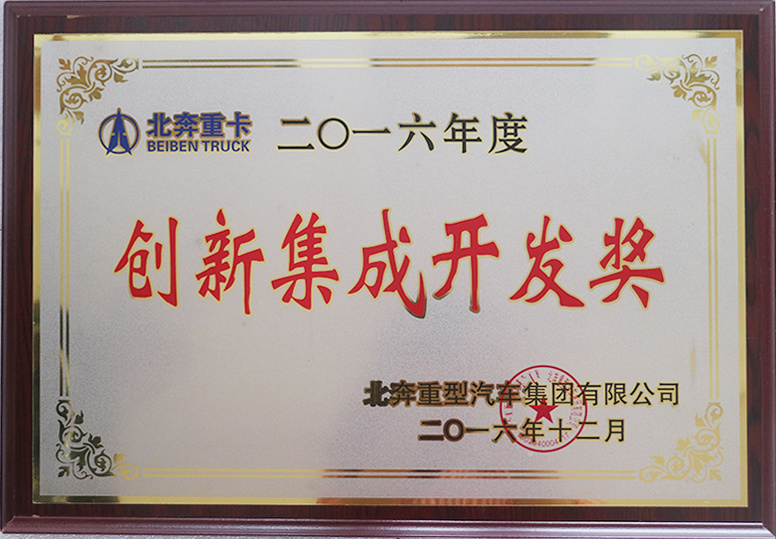 北奔重卡 二〇一六年度
BEIBEN TRUCK
创新集成开发奖
北奔重型汽车集团有限公司
二〇一六年十二月